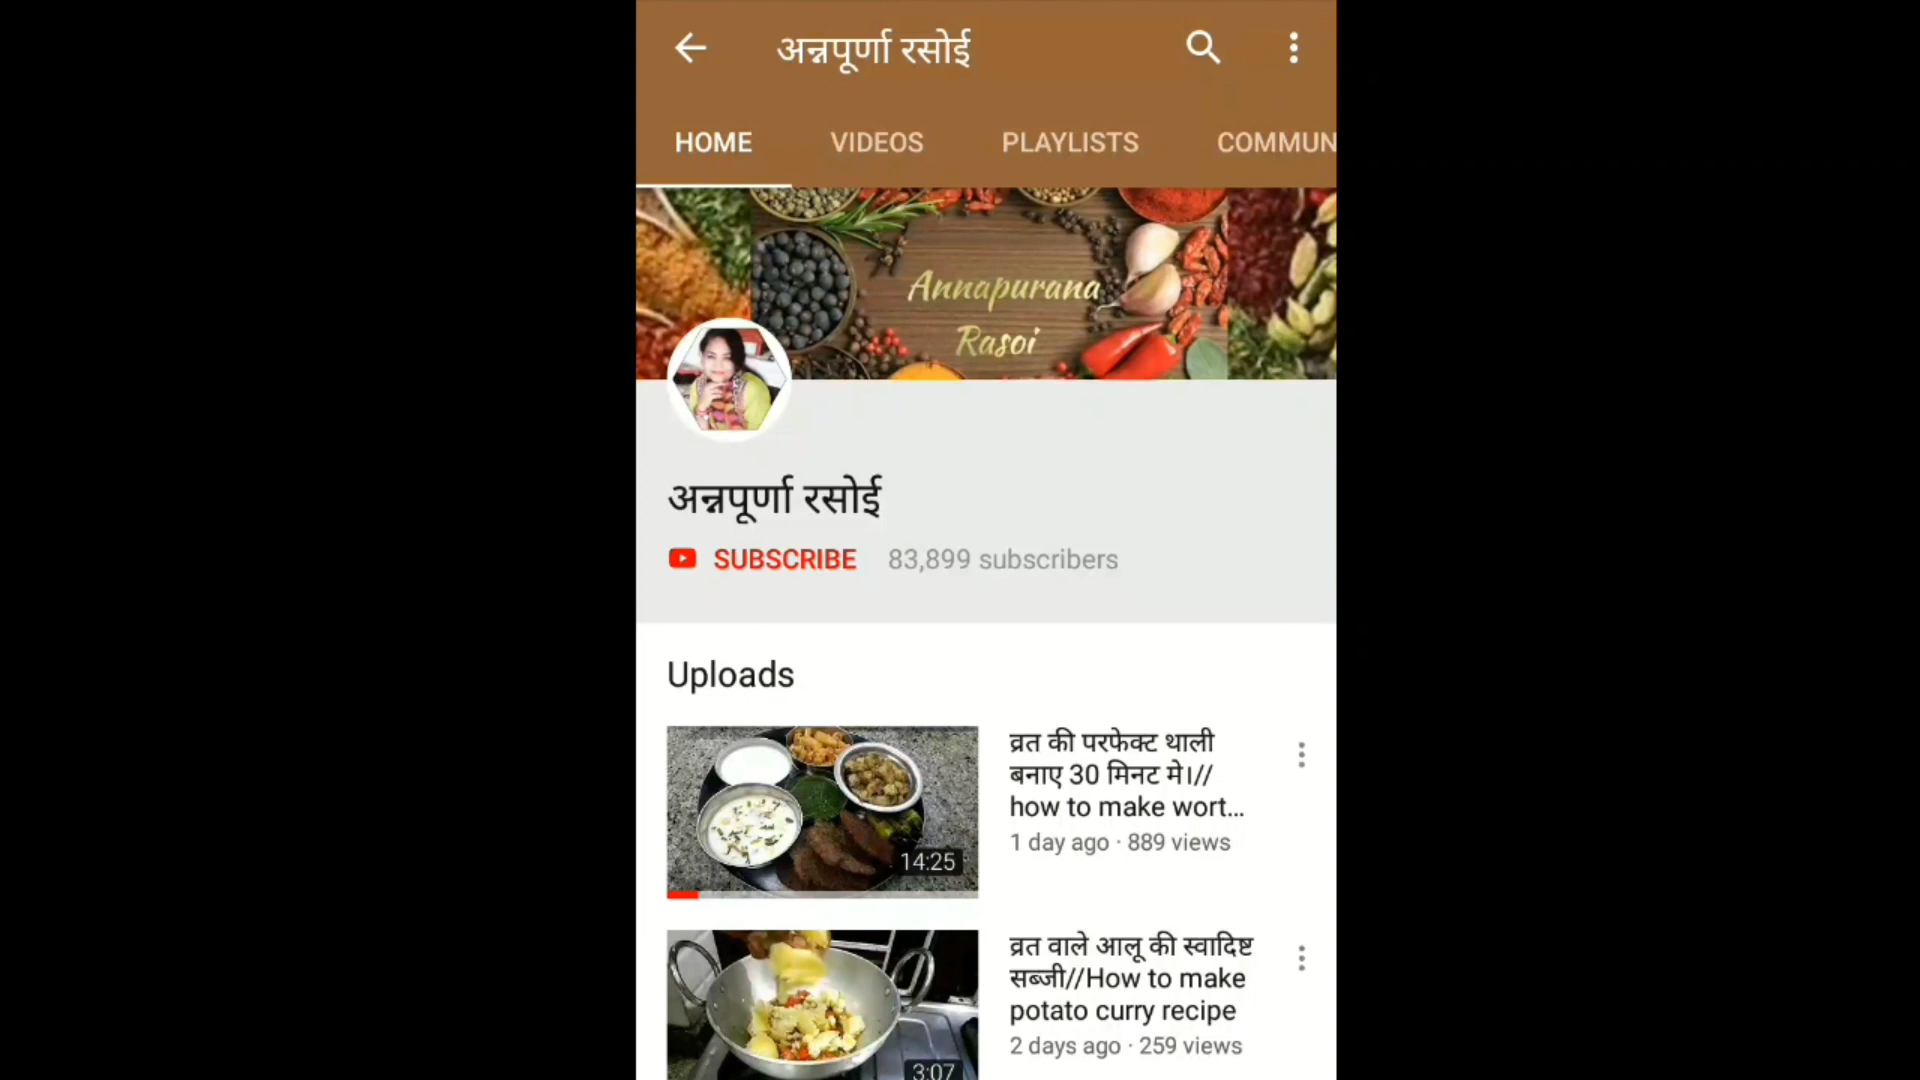 अन्नपूर्णा रसोई
HOME VIDEOS PLAYLISTS COMMUN
Annapurana
Rasoi
अन्नपूर्णा रसोई
SUBSCRIBE 83,899 subscribers
Uploads
व्रत की परफेक्ट थाली
बनाए 30 मिनट मे।//
how to make wort...
1 day ago · 889 views
14:25
व्रत वाले आलू की स्वादिष्ट
सब्जी//How to make
potato curry recipe
2 days ago · 259 views
3:07